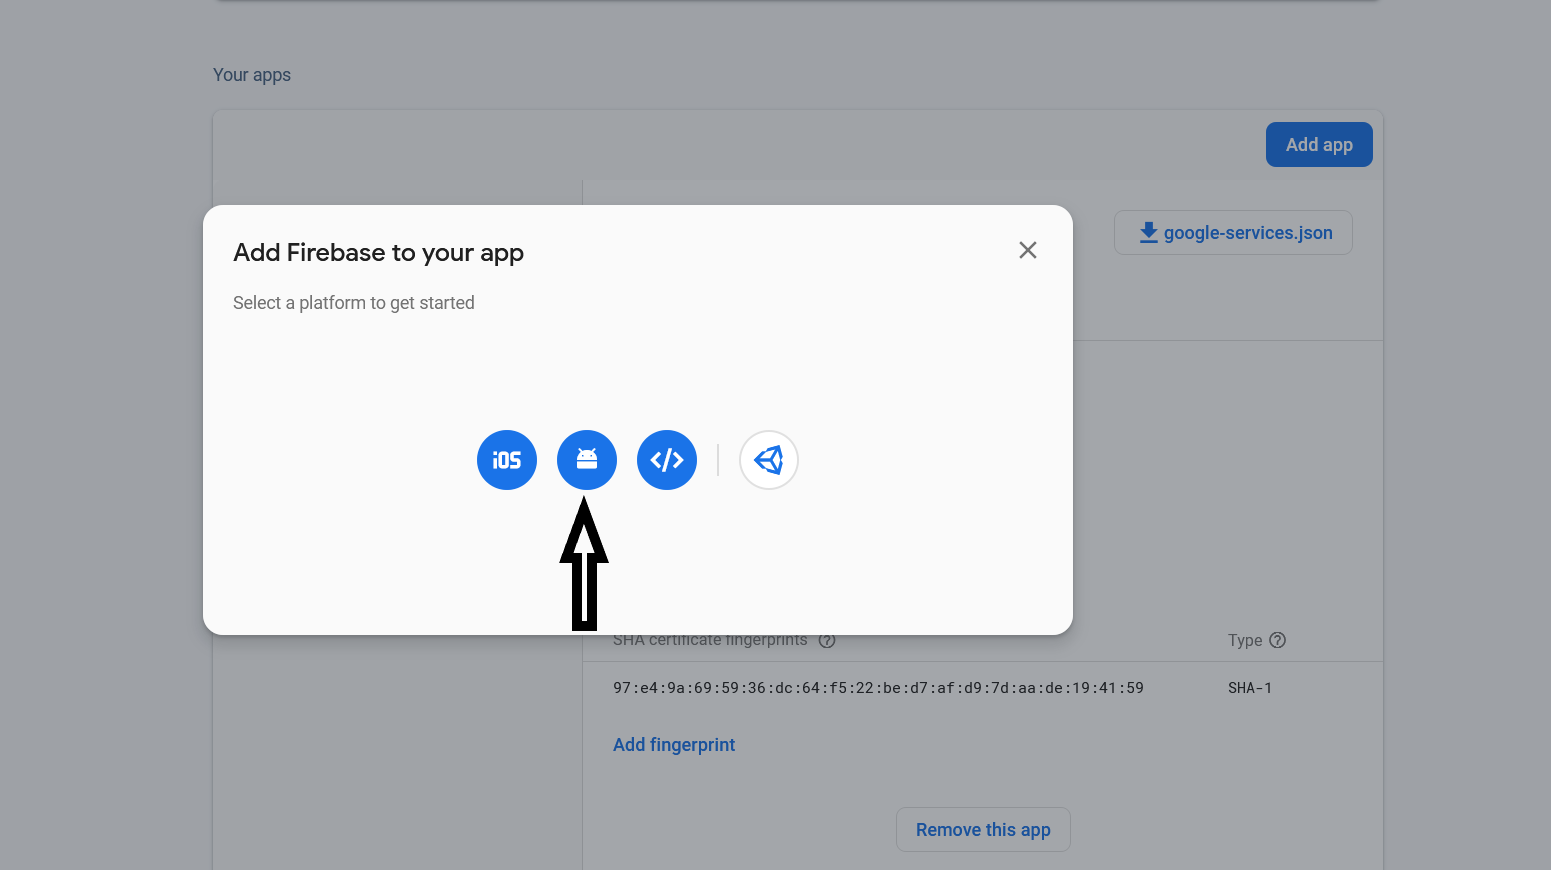 Your apps
Add app
google-services.json
Add Firebase to your app
Select a platform to get started
iOS
</>
SHA certificate fingerprints
Type
97:e4:9a:69:59:36:dc:64:f5:22:be:d7:af:d9:7d:aa:de:19:41:59 SHA-1
Add fingerprint
Remove this app